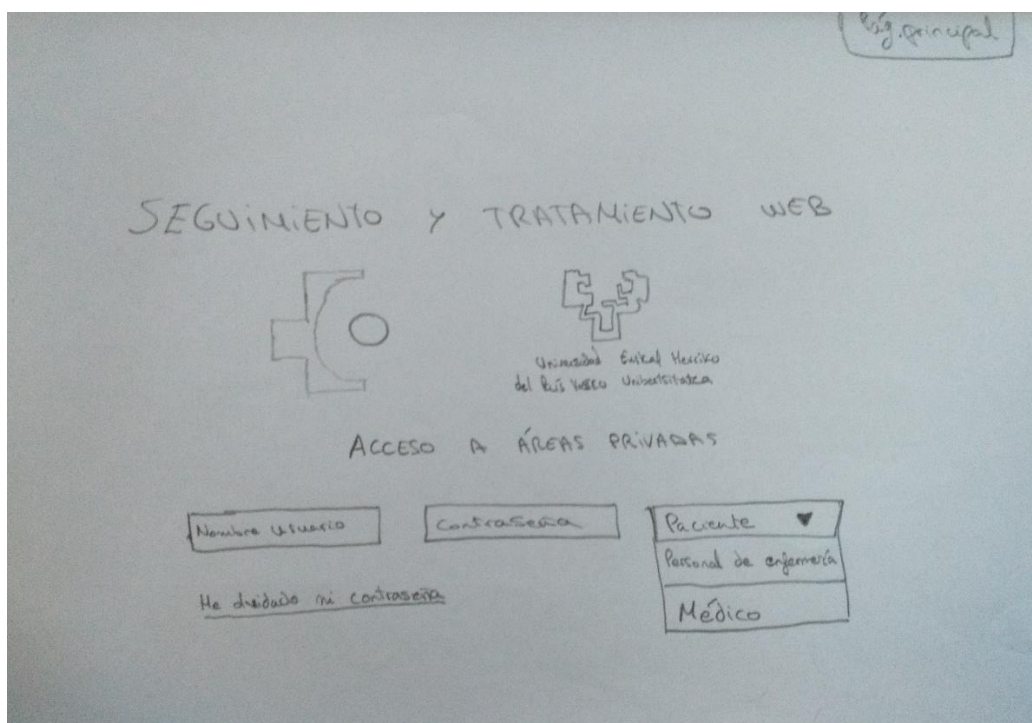 Pág. principal
SEGUIMIENTO Y TRATAMIENTO WEB
Universidad Euskal Herriko
del País Vasco Unibertsitatea
ACCESO A ÁREAS PRIVADAS
Nombre usuario
Contraseña
Paciente
Personal de enfermería
He olvidado mi contraseña
Médico